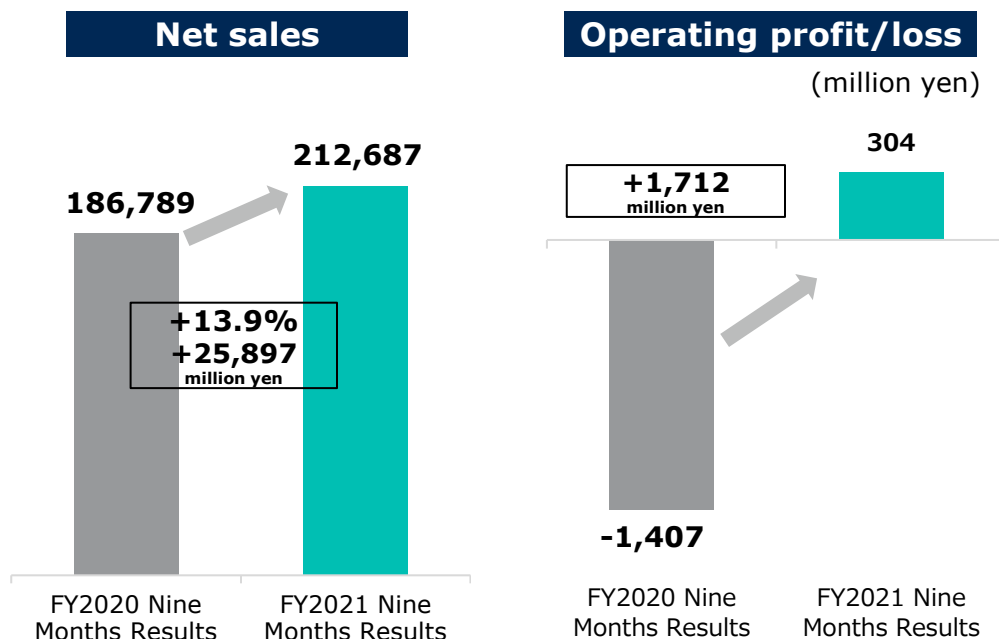 Net sales
186,789
212,687
+13.9%
+25,897
million yen
FY2020 Nine
Months Results
FY2021 Nine
Months Results
Operating profit/loss
(million yen)
+1,712
million yen
304
-1,407
FY2020 Nine
Months Results
FY2021 Nine
Months Results